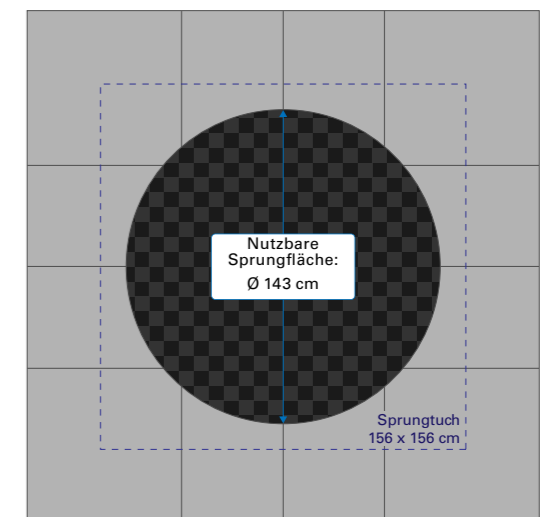 Nutzbare
Sprungfläche:
Ø 143 cm
Sprungtuch
156 x 156 cm